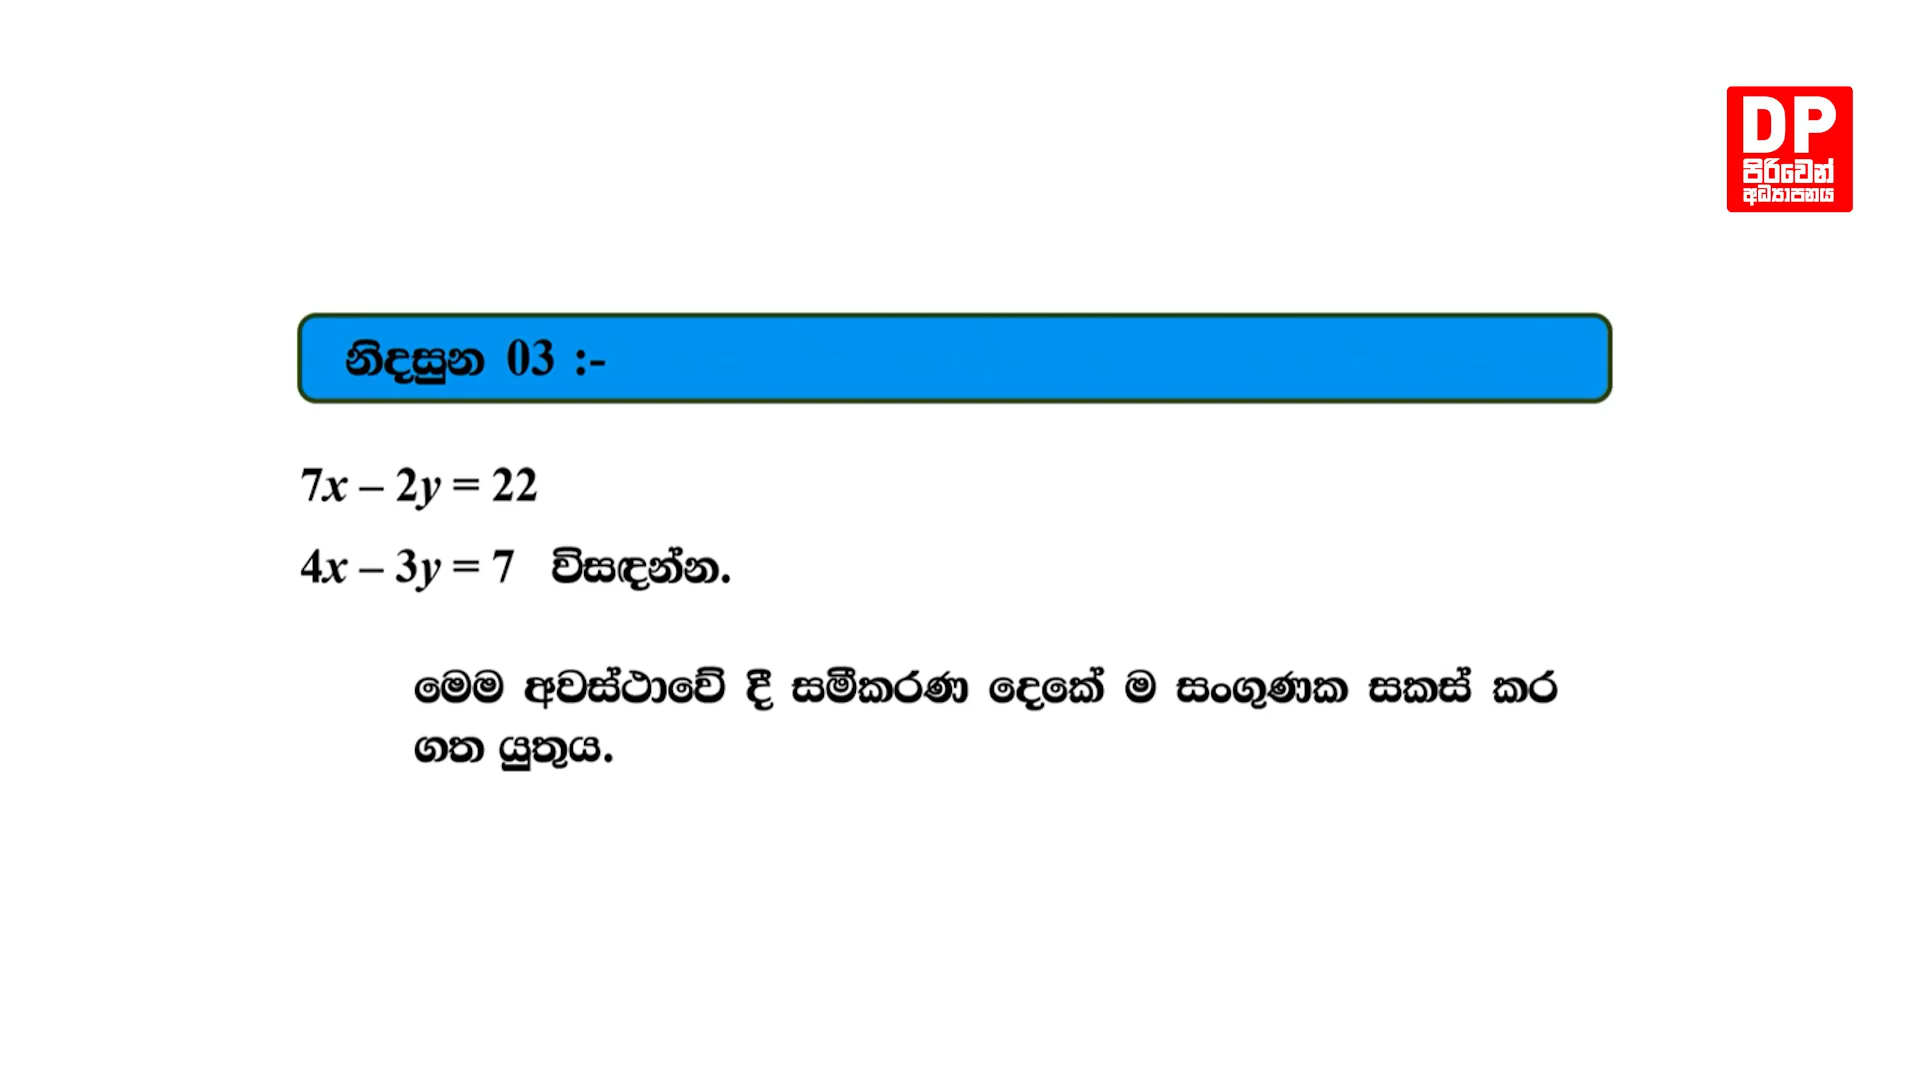 DP
පිරිවෙන්
අධ්‍යාපනය
නිදසුන 03 :-
7x – 2y = 22
4x – 3y = 7 විසඳන්න.
මෙම අවස්ථාවේ දී සමීකරණ දෙකේ ම සංගුණක සකස් කර
ගත යුතුය.